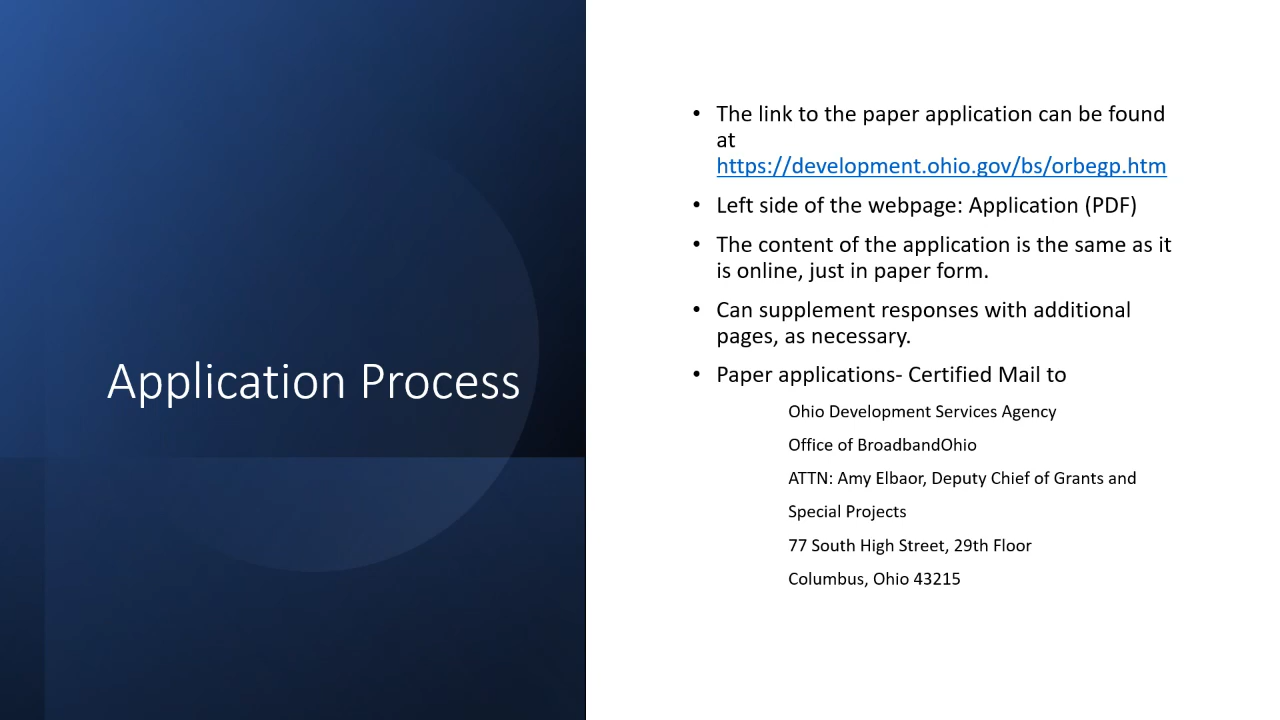 Application Process
• The link to the paper application can be found
at
https://development.ohio.gov/bs/orbegp.htm
• Left side of the webpage: Application (PDF)
• The content of the application is the same as it
is online, just in paper form.
• Can supplement responses with additional
pages, as necessary.
• Paper applications- Certified Mail to
Ohio Development Services Agency
Office of BroadbandOhio
ATTN: Amy Elbaor, Deputy Chief of Grants and
Special Projects
77 South High Street, 29th Floor
Columbus, Ohio 43215